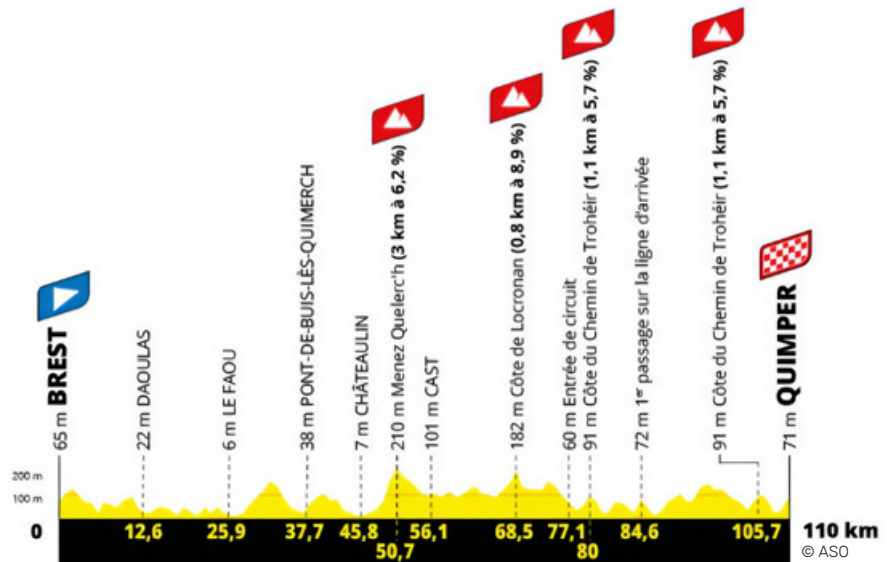 65 m BREST
22 m DAOULAS
6 m LE FAOU
38 m PONT-DE-BUIS-LÈS-QUIMERCH
7 m CHÂTEAULIN
210 m Menez Quelerc'h (3 km à 6,2 %)
101 m CAST
182 m Côte de Locronan (0,8 km à 8,9 %)
60 m Entrée de circuit
91 m Côte du Chemin de Trohéir (1,1 km à 5,7 %)
72 m 1er passage sur la ligne d'arrivée
91 m Côte du Chemin de Trohéir (1,1 km à 5,7 %)
71 m QUIMPER
200 m
100 m
0 12,6 25,9 37,7 45,8 56,1 68,5 77,1 84,6 105,7 110 km
50,7 80
© ASO